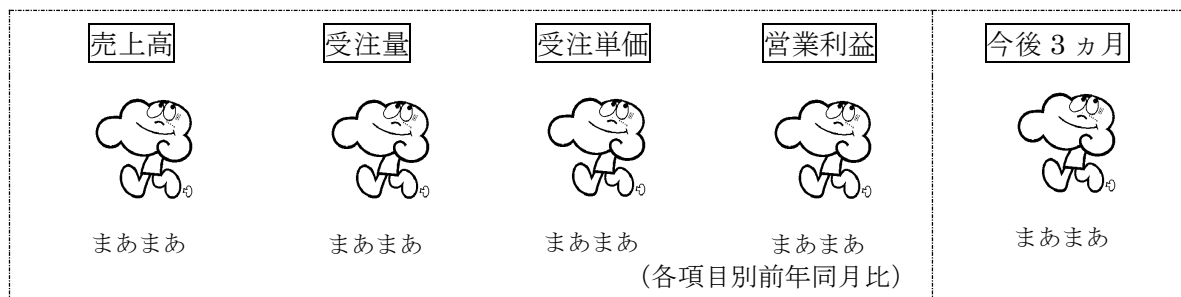 売上高 受注量 受注単価 営業利益 今後3ヵ月
まあまあ まあまあ まあまあ まあまあ まあまあ
（各項目別前年同月比）